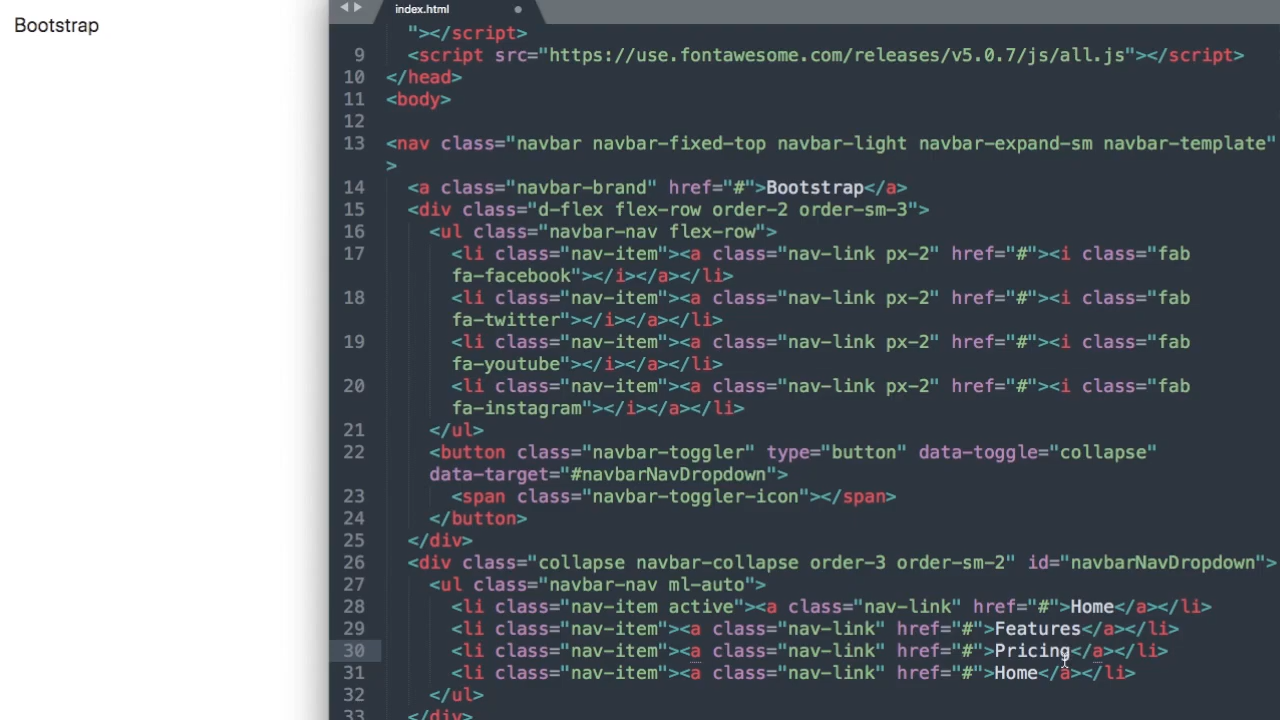 Bootstrap
index.html
"></script>
9 <script src="https://use.fontawesome.com/releases/v5.0.7/js/all.js"></script>
10 </head>
11 <body>
12
13 <nav class="navbar navbar-fixed-top navbar-light navbar-expand-sm navbar-template"
>
14 <a class="navbar-brand" href="#">Bootstrap</a>
15 <div class="d-flex flex-row order-2 order-sm-3">
16 <ul class="navbar-nav flex-row">
17 <li class="nav-item"><a class="nav-link px-2" href="#"><i class="fab
fa-facebook"></i></a></li>
18 <li class="nav-item"><a class="nav-link px-2" href="#"><i class="fab
fa-twitter"></i></a></li>
19 <li class="nav-item"><a class="nav-link px-2" href="#"><i class="fab
fa-youtube"></i></a></li>
20 <li class="nav-item"><a class="nav-link px-2" href="#"><i class="fab
fa-instagram"></i></a></li>
21 </ul>
22 <button class="navbar-toggler" type="button" data-toggle="collapse"
data-target="#navbarNavDropdown">
23 <span class="navbar-toggler-icon"></span>
24 </button>
25 </div>
26 <div class="collapse navbar-collapse order-3 order-sm-2" id="navbarNavDropdown">
27 <ul class="navbar-nav ml-auto">
28 <li class="nav-item active"><a class="nav-link" href="#">Home</a></li>
29 <li class="nav-item"><a class="nav-link" href="#">Features</a></li>
30 <li class="nav-item"><a class="nav-link" href="#">Pricing</a></li>
31 <li class="nav-item"><a class="nav-link" href="#">Home</a></li>
32 </ul>
33 </div>